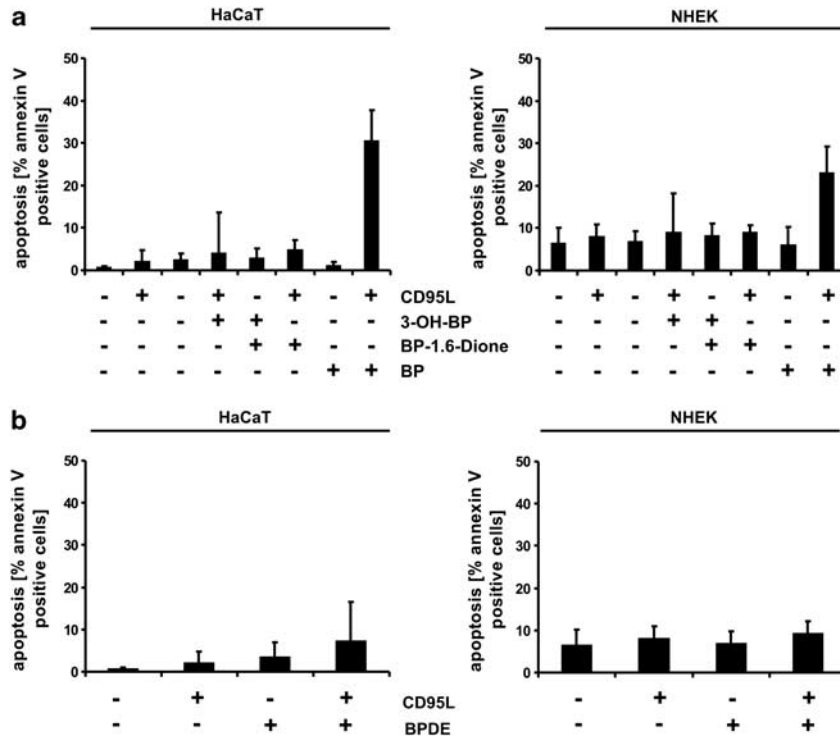 a
HaCaT
NHEK
apoptosis [% annexin V
positive cells]
50
40
30
20
10
0
apoptosis [% annexin V
positive cells]
50
40
30
20
10
0
- + - + - + - + CD95L - + - + - + - +
- - - + + - - - 3-OH-BP - - - + + - - -
- - - - + + - - BP-1.6-Dione - - - - + + - -
- - - - - - + + BP - - - - - - + +
b
HaCaT
NHEK
apoptosis [% annexin V
positive cells]
50
40
30
20
10
0
apoptosis [% annexin V
positive cells]
50
40
30
20
10
0
- + - + CD95L - + - +
- - + + BPDE - - + +